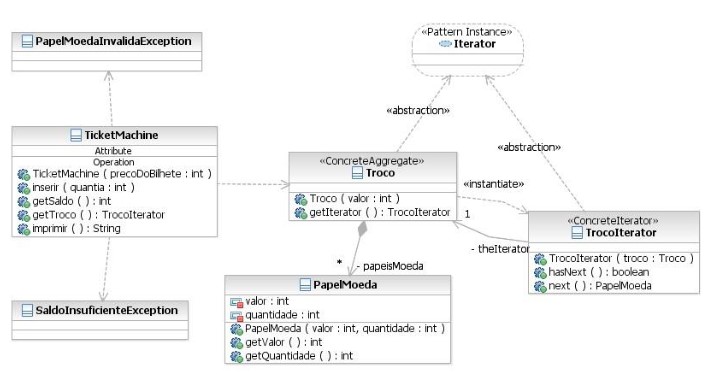 PapelMoedaInvalidaException
«Pattern Instance»
Iterator
TicketMachine
Attribute
Operation
TicketMachine ( precoDoBilhete : int )
inserir ( quantia : int )
getSaldo ( ) : int
getTroco ( ) : TrocoIterator
imprimir ( ) : String
«abstraction»
«abstraction»
«ConcreteAggregate»
Troco
Troco ( valor : int )
getIterator ( ) : TrocoIterator
«instantiate»
1
- theIterator
«ConcreteIterator»
TrocoIterator
TrocoIterator ( troco : Troco )
hasNext ( ) : boolean
next ( ) : PapelMoeda
*
- papeisMoeda
PapelMoeda
valor : int
quantidade : int
PapelMoeda ( valor : int, quantidade : int )
getValor ( ) : int
getQuantidade ( ) : int
SaldoInsuficienteException